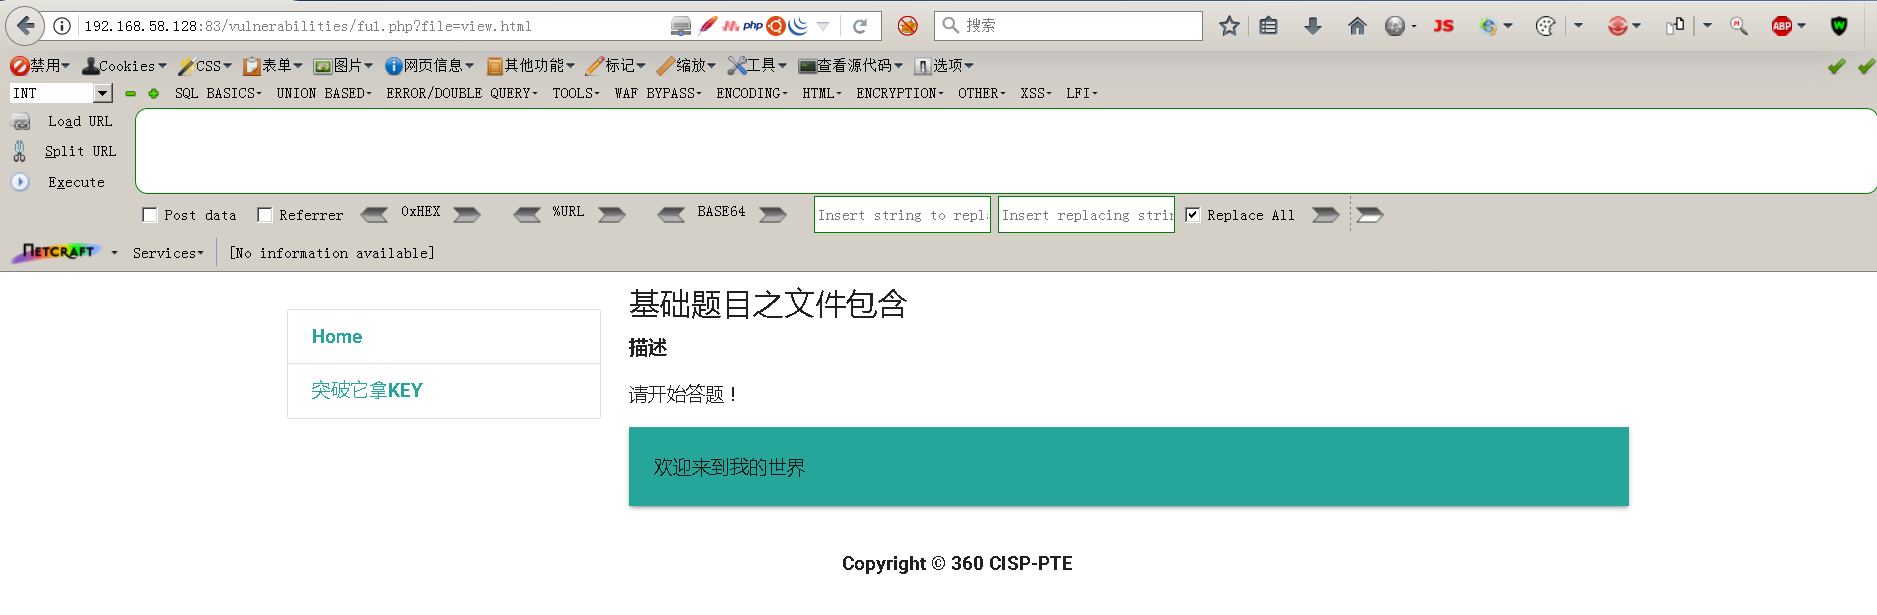 192.168.58.128:83/vulnerabilities/fu1.php?file=view.html php 搜索 JS ABP W
禁用 Cookies CSS 表单 图片 网页信息 其他功能 标记 缩放 工具 查看源代码 选项
INT SQL BASICS UNION BASED ERROR/DOUBLE QUERY TOOLS WAF BYPASS ENCODING HTML ENCRYPTION OTHER XSS LFI
Load URL
Split URL
Execute
Post data Referrer 0xHEX %URL BASE64 Insert string to repl Insert replacing strin Replace All
NETCRAFT Services [No information available]
基础题目之文件包含
Home
描述
突破它拿KEY
请开始答题！
欢迎来到我的世界
Copyright © 360 CISP-PTE